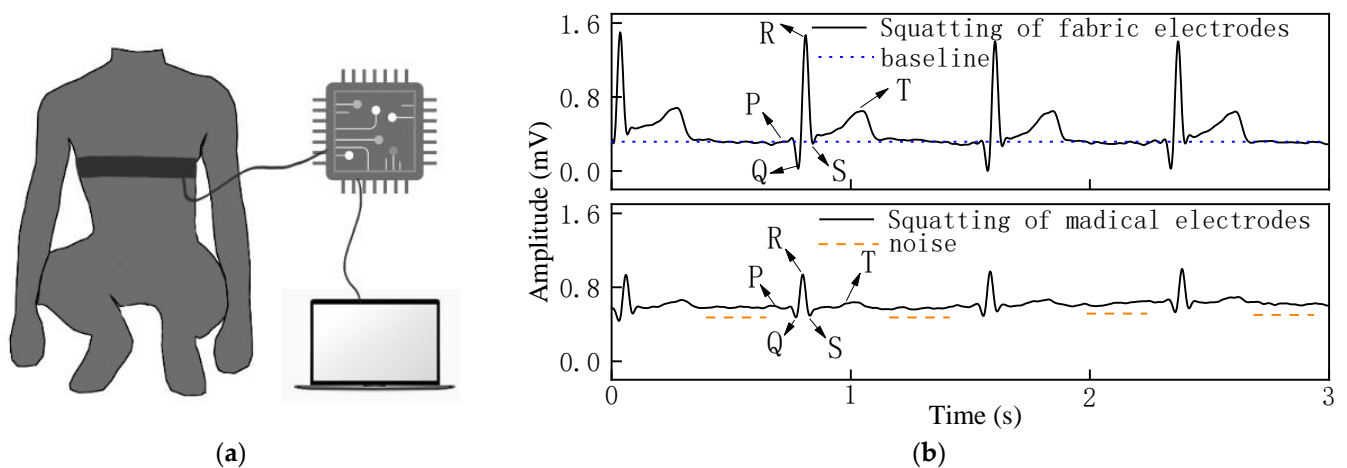 1.6
R
Squatting of fabric electrodes
baseline
0.8
P
T
Q
S
0.0
Amplitude (mV)
1.6
Squatting of madical electrodes
noise
R
P
T
0.8
Q
S
0.0
0
1
2
3
Time (s)
(a)
(b)